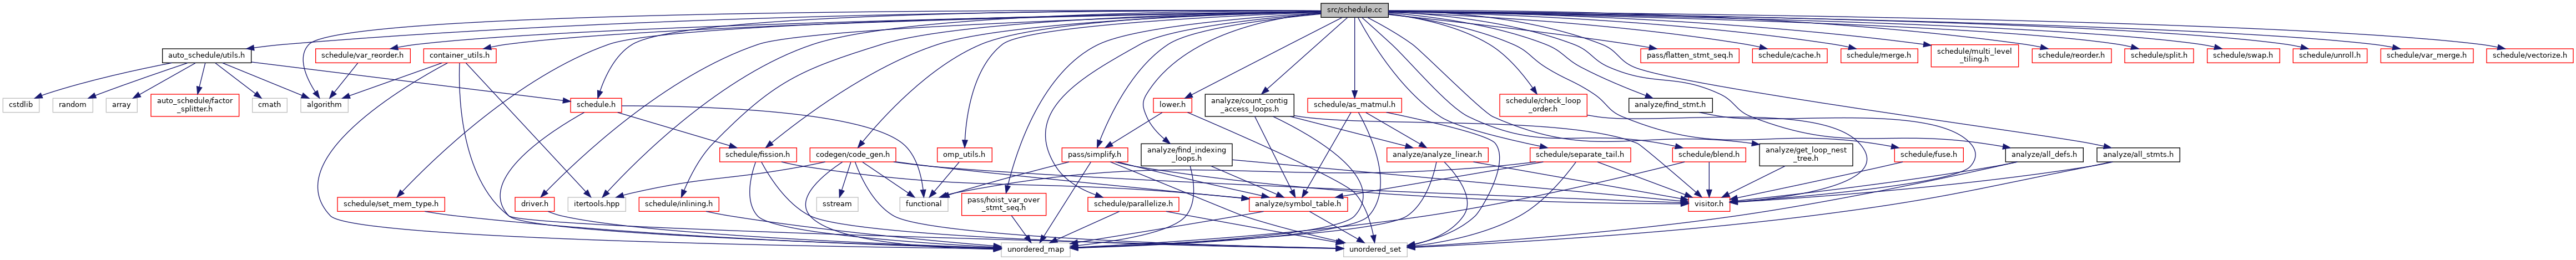 src/schedule.cc
auto_schedule/utils.h
schedule/var_reorder.h
container_utils.h
pass/flatten_stmt_seq.h
schedule/cache.h
schedule/merge.h
schedule/multi_level
_tiling.h
schedule/reorder.h
schedule/split.h
schedule/swap.h
schedule/unroll.h
schedule/var_merge.h
schedule/vectorize.h
cstdlib
random
array
auto_schedule/factor
_splitter.h
cmath
algorithm
schedule.h
lower.h
analyze/count_contig
_access_loops.h
schedule/as_matmul.h
schedule/check_loop
_order.h
analyze/find_stmt.h
schedule/fission.h
codegen/code_gen.h
omp_utils.h
pass/simplify.h
analyze/find_indexing
_loops.h
analyze/analyze_linear.h
schedule/separate_tail.h
schedule/blend.h
analyze/get_loop_nest
_tree.h
schedule/fuse.h
analyze/all_defs.h
analyze/all_stmts.h
schedule/set_mem_type.h
driver.h
itertools.hpp
schedule/inlining.h
sstream
functional
pass/hoist_var_over
_stmt_seq.h
schedule/parallelize.h
analyze/symbol_table.h
visitor.h
unordered_map
unordered_set